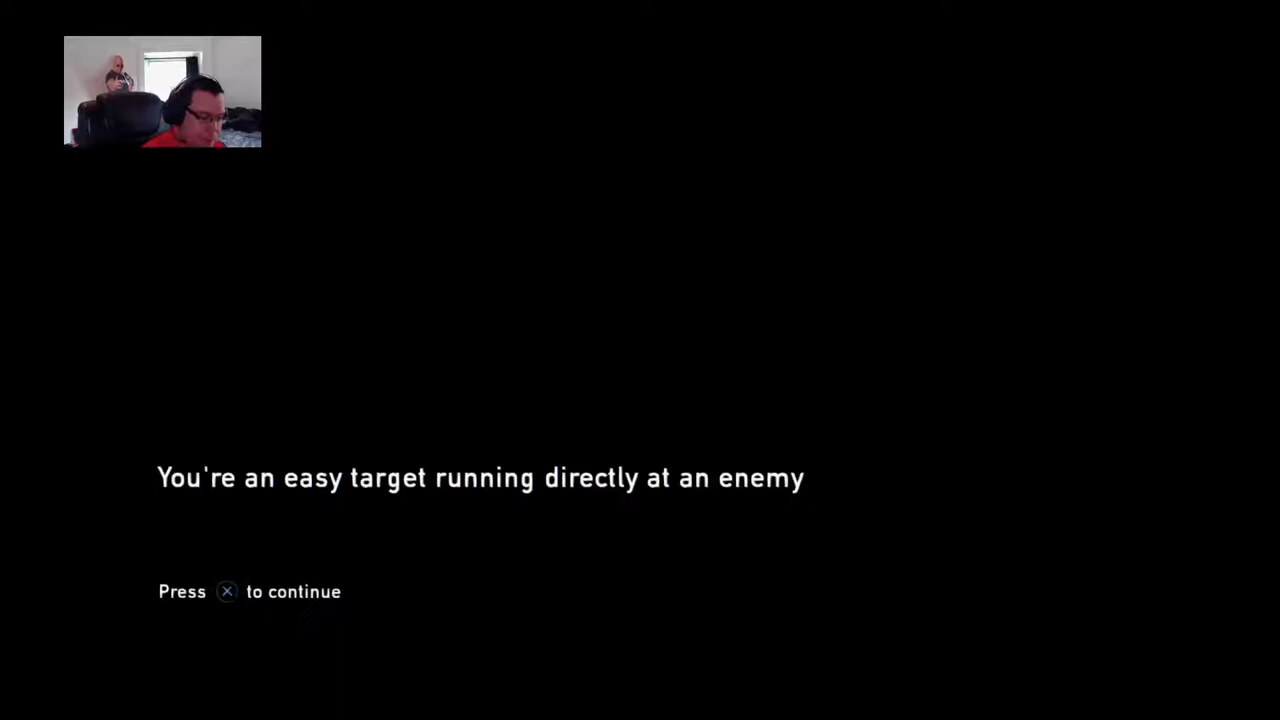 You're an easy target running directly at an enemy
Press ⓧ to continue